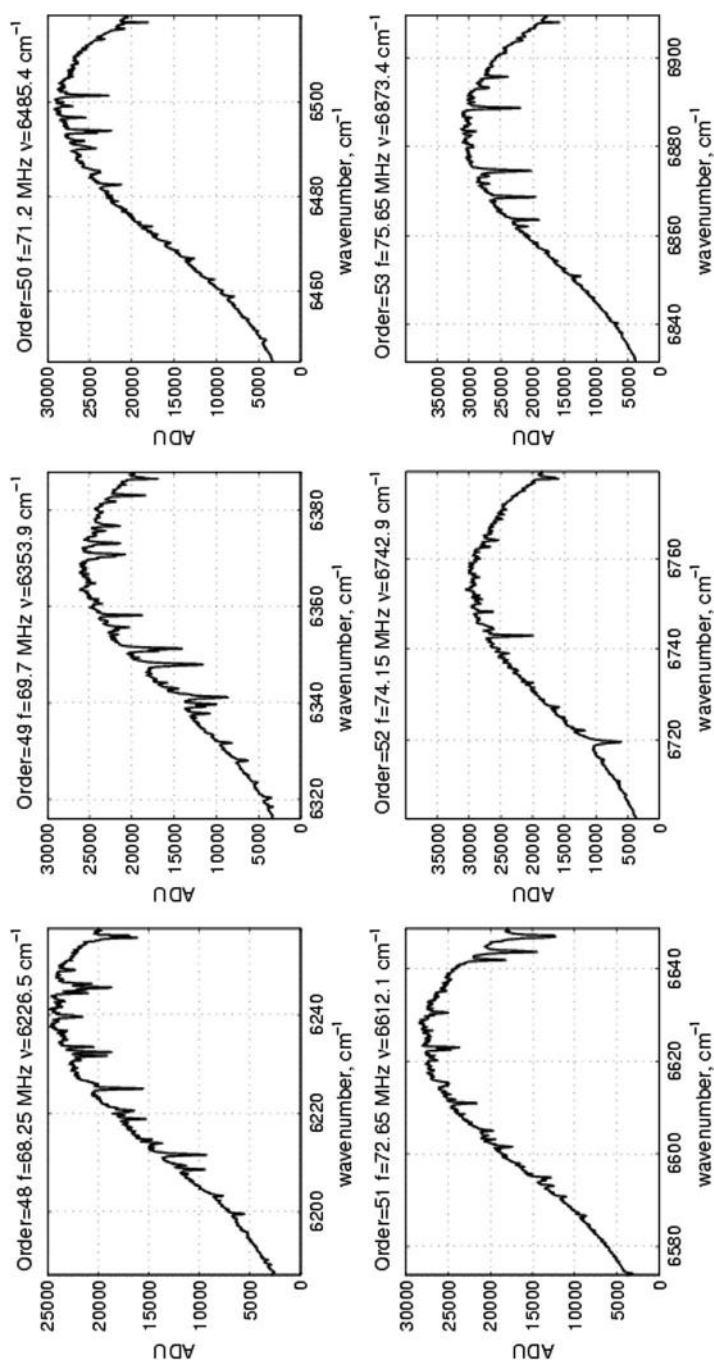 Order=48 f=68.25 MHz ν=6226.5 cm⁻¹
25000
20000
15000
10000
5000
0
ADU
6200 6220 6240
wavenumber, cm⁻¹
Order=49 f=69.7 MHz ν=6353.9 cm⁻¹
30000
25000
20000
15000
10000
5000
0
ADU
6320 6340 6360 6380
wavenumber, cm⁻¹
Order=50 f=71.2 MHz ν=6485.4 cm⁻¹
30000
25000
20000
15000
10000
5000
0
ADU
6460 6480 6500
wavenumber, cm⁻¹
Order=51 f=72.65 MHz ν=6612.1 cm⁻¹
30000
25000
20000
15000
10000
5000
0
ADU
6580 6600 6620 6640
wavenumber, cm⁻¹
Order=52 f=74.15 MHz ν=6742.9 cm⁻¹
40000
35000
30000
25000
20000
15000
10000
5000
0
ADU
6720 6740 6760
wavenumber, cm⁻¹
Order=53 f=75.65 MHz ν=6873.4 cm⁻¹
40000
35000
30000
25000
20000
15000
10000
5000
0
ADU
6840 6860 6880 6900
wavenumber, cm⁻¹